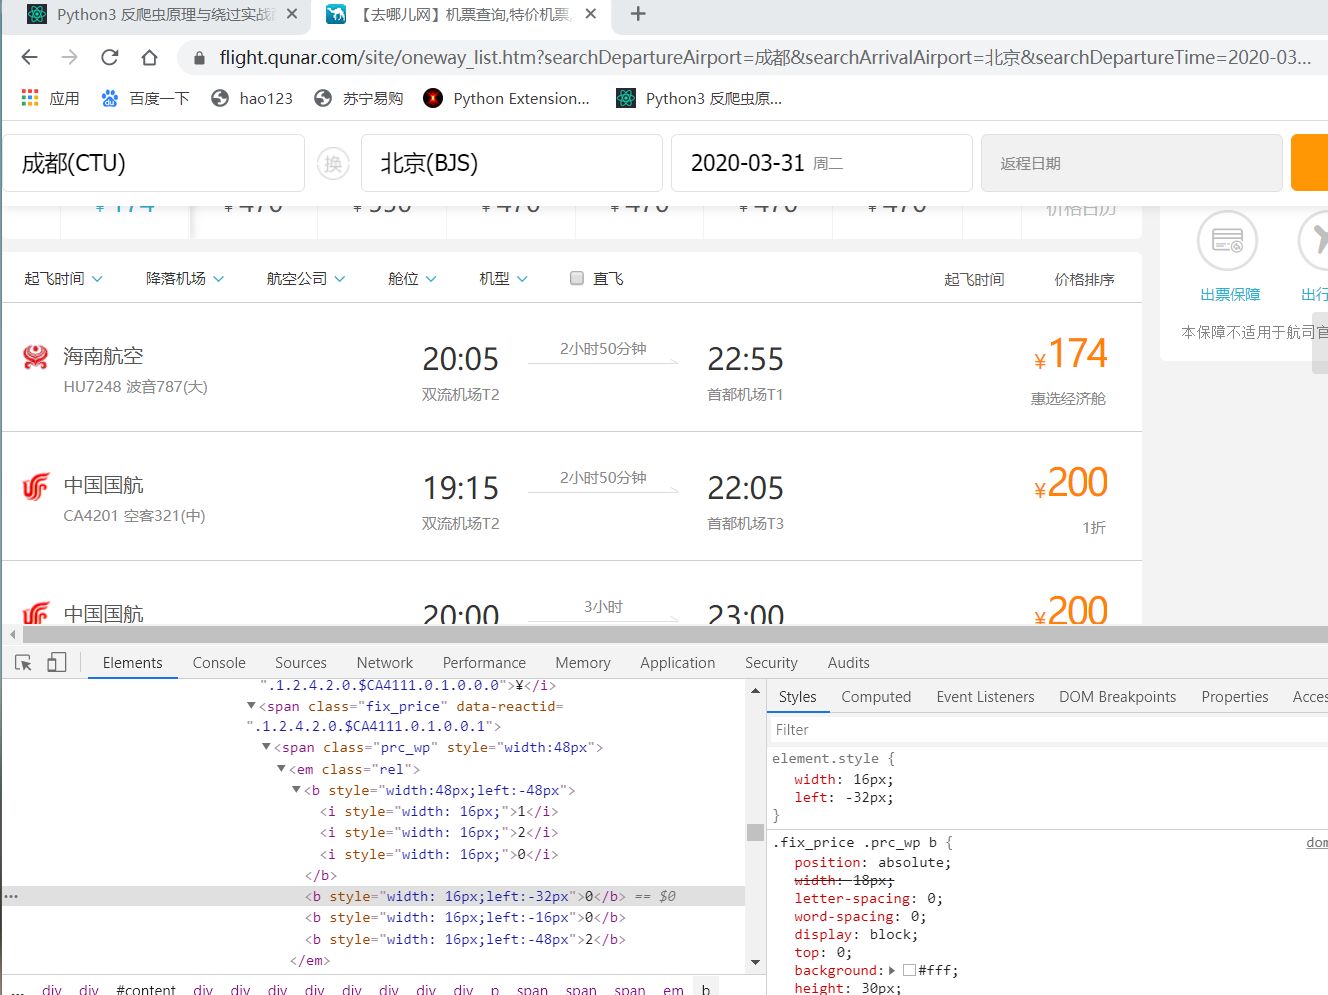 Python3 反爬虫原理与绕过实战
【去哪儿网】机票查询,特价机票,
flight.qunar.com/site/oneway_list.htm?searchDepartureAirport=成都&searchArrivalAirport=北京&searchDepartureTime=2020-03...
应用 百度一下 hao123 苏宁易购 Python Extension... Python3 反爬虫原...
成都(CTU) 换 北京(BJS) 2020-03-31 周二 返程日期
¥174 ¥470 ¥550 ¥470 ¥470 ¥470 ¥470 价格日历
起飞时间 降落机场 航空公司 舱位 机型 直飞 起飞时间 价格排序
出票保障 出行
本保障不适用于航司官
海南航空 20:05 2小时50分钟 22:55 ¥174
HU7248 波音787(大) 双流机场T2 首都机场T1 惠选经济舱
中国国航 19:15 2小时50分钟 22:05 ¥200
CA4201 空客321(中) 双流机场T2 首都机场T3 1折
中国国航 20:00 3小时 23:00 ¥200
Elements Console Sources Network Performance Memory Application Security Audits
".1.2.4.2.0.$CA4111.0.1.0.0.0">¥</i>
<span class="fix_price" data-reactid=
".1.2.4.2.0.$CA4111.0.1.0.0.1">
<span class="prc_wp" style="width:48px">
<em class="rel">
<b style="width:48px;left:-48px">
<i style="width: 16px;">1</i>
<i style="width: 16px;">2</i>
<i style="width: 16px;">0</i>
</b>
<b style="width: 16px;left:-32px">0</b> == $0
<b style="width: 16px;left:-16px">0</b>
<b style="width: 16px;left:-48px">2</b>
</em>
... div div #content div div div div div div div div p span span span em b
Styles Computed Event Listeners DOM Breakpoints Properties Acces
Filter
element.style {
width: 16px;
left: -32px;
}
.fix_price .prc_wp b { dom
position: absolute;
width: 18px;
letter-spacing: 0;
word-spacing: 0;
display: block;
top: 0;
background: #fff;
height: 30px;